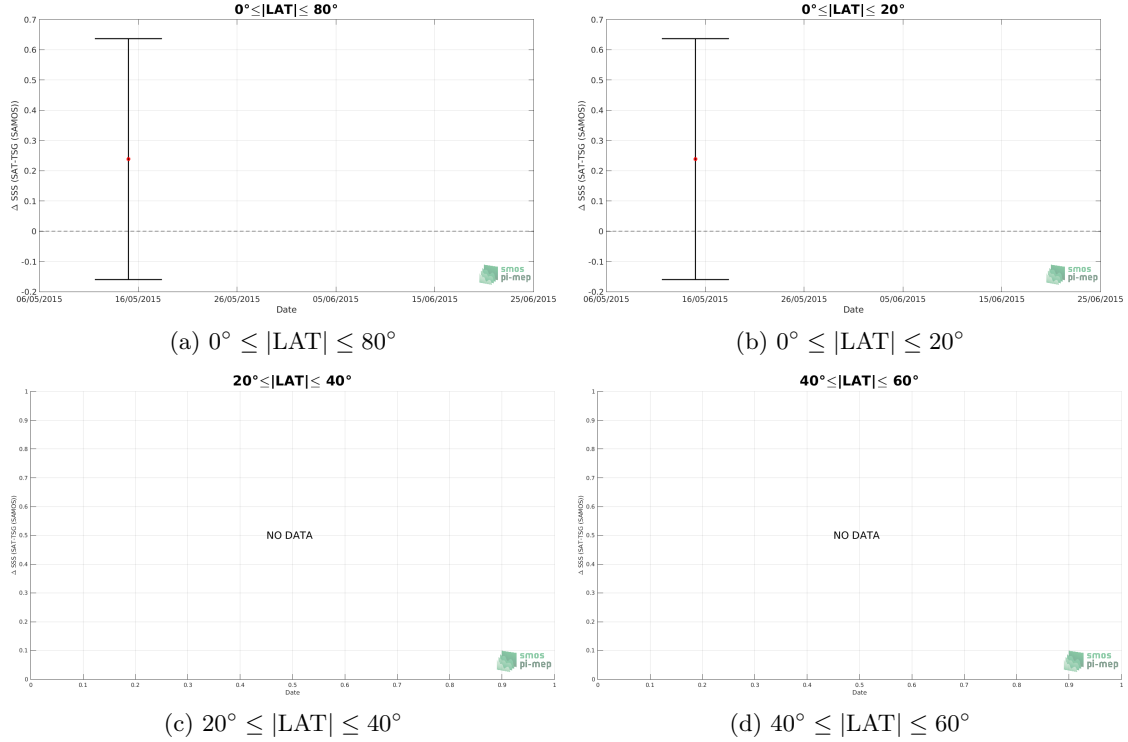 0°≤|LAT|≤ 80°
0.7
0.6
0.5
0.4
0.3
0.2
0.1
0
-0.1
-0.2
Δ SSS (SAT-TSG (SAMOS))
06/05/2015 16/05/2015 26/05/2015 05/06/2015 15/06/2015 25/06/2015
Date
smos
pi-mep
(a) 0° ≤ |LAT| ≤ 80°
0°≤|LAT|≤ 20°
0.7
0.6
0.5
0.4
0.3
0.2
0.1
0
-0.1
-0.2
Δ SSS (SAT-TSG (SAMOS))
06/05/2015 16/05/2015 26/05/2015 05/06/2015 15/06/2015 25/06/2015
Date
smos
pi-mep
(b) 0° ≤ |LAT| ≤ 20°
20°≤|LAT|≤ 40°
1
0.9
0.8
0.7
0.6
0.5
0.4
0.3
0.2
0.1
0
Δ SSS (SAT-TSG (SAMOS))
NO DATA
0 0.1 0.2 0.3 0.4 0.5 0.6 0.7 0.8 0.9 1
Date
smos
pi-mep
(c) 20° ≤ |LAT| ≤ 40°
40°≤|LAT|≤ 60°
1
0.9
0.8
0.7
0.6
0.5
0.4
0.3
0.2
0.1
0
Δ SSS (SAT-TSG (SAMOS))
NO DATA
0 0.1 0.2 0.3 0.4 0.5 0.6 0.7 0.8 0.9 1
Date
smos
pi-mep
(d) 40° ≤ |LAT| ≤ 60°